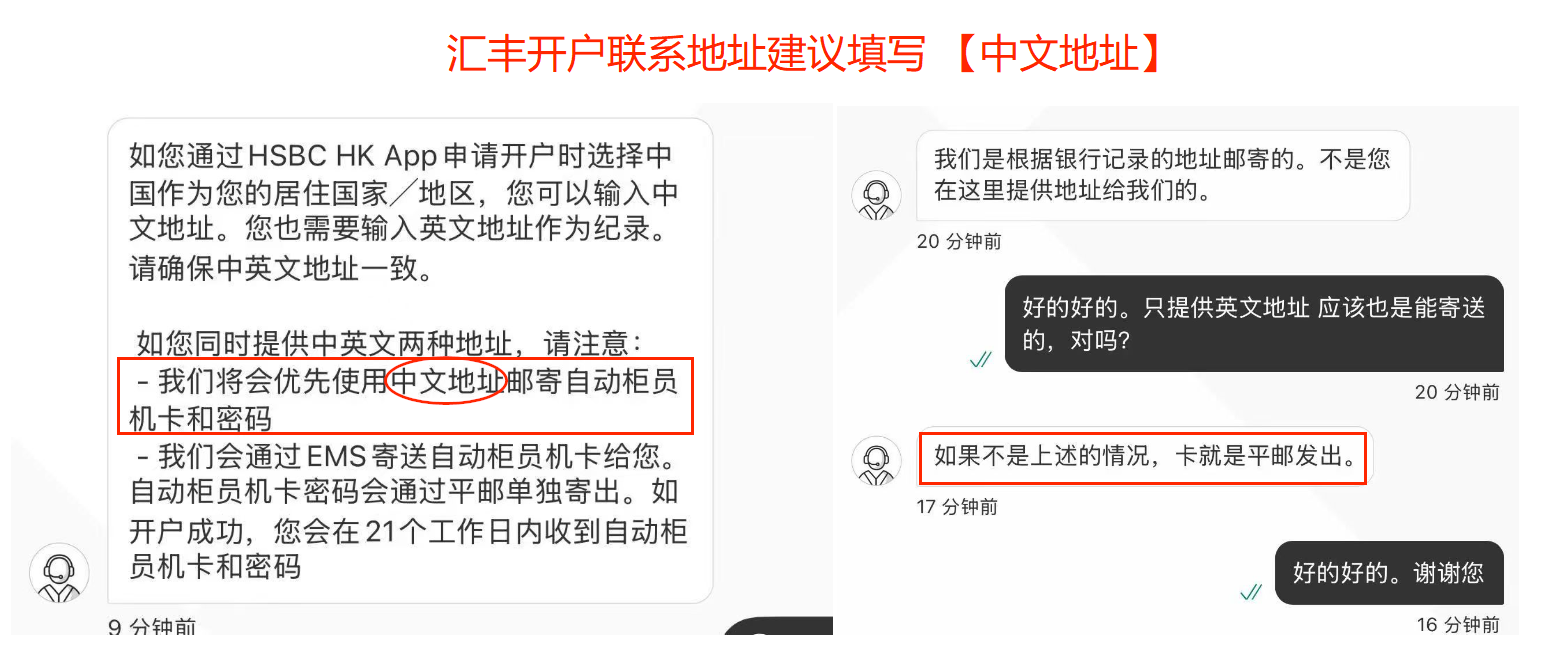 汇丰开户联系地址建议填写 【中文地址】
如您通过HSBC HK App申请开户时选择中
国作为您的居住国家／地区，您可以输入中
文地址。您也需要输入英文地址作为纪录。
请确保中英文地址一致。
如您同时提供中英文两种地址，请注意：
- 我们将会优先使用中文地址邮寄自动柜员
机卡和密码
- 我们会通过EMS寄送自动柜员机卡给您。
自动柜员机卡密码会通过平邮单独寄出。如
开户成功，您会在21个工作日内收到自动柜
员机卡和密码
9 分钟前
我们是根据银行记录的地址邮寄的。不是您
在这里提供地址给我们的。
20 分钟前
好的好的。只提供英文地址 应该也是能寄送
的，对吗?
20 分钟前
如果不是上述的情况，卡就是平邮发出。
17 分钟前
好的好的。谢谢您
16 分钟前